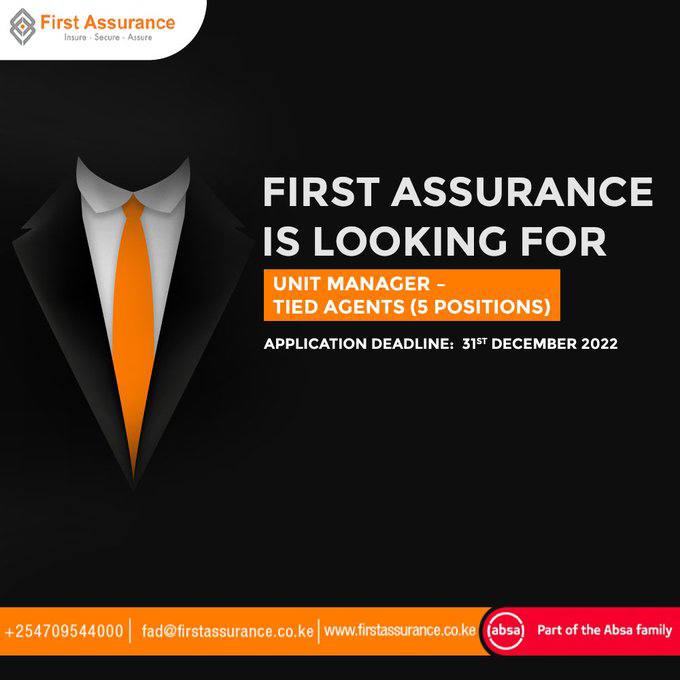 First Assurance
Insure - Secure - Assure
FIRST ASSURANCE
IS LOOKING FOR
UNIT MANAGER –
TIED AGENTS (5 POSITIONS)
APPLICATION DEADLINE: 31ST DECEMBER 2022
+254709544000 | fad@firstassurance.co.ke | www.firstassurance.co.ke (absa) Part of the Absa family